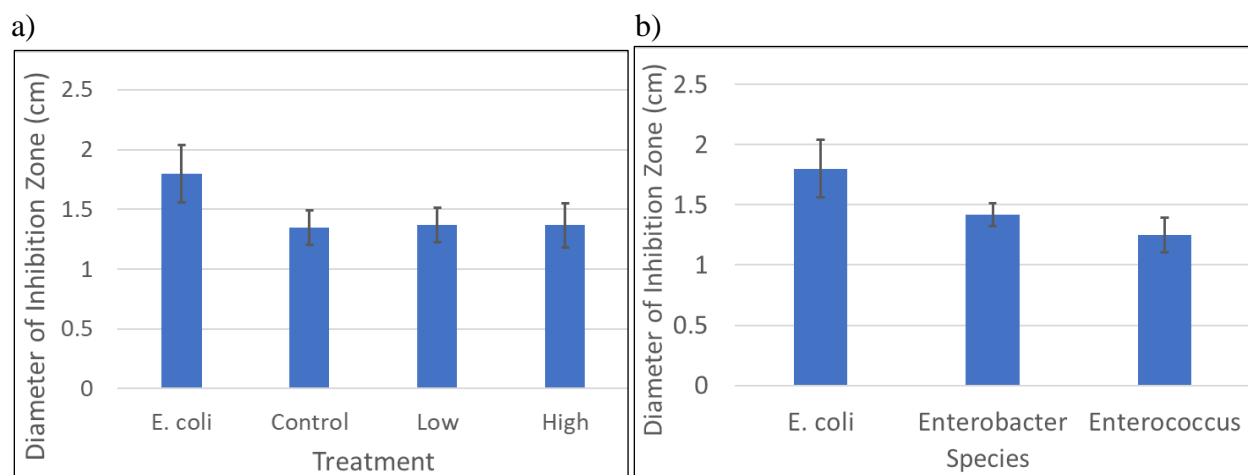 a)
Diameter of Inhibition Zone (cm)
2.5
2
1.5
1
0.5
0
E. coli Control Low High
Treatment
b)
Diameter of Inhibition Zone (cm)
2.5
2
1.5
1
0.5
0
E. coli Enterobacter Enterococcus
Species